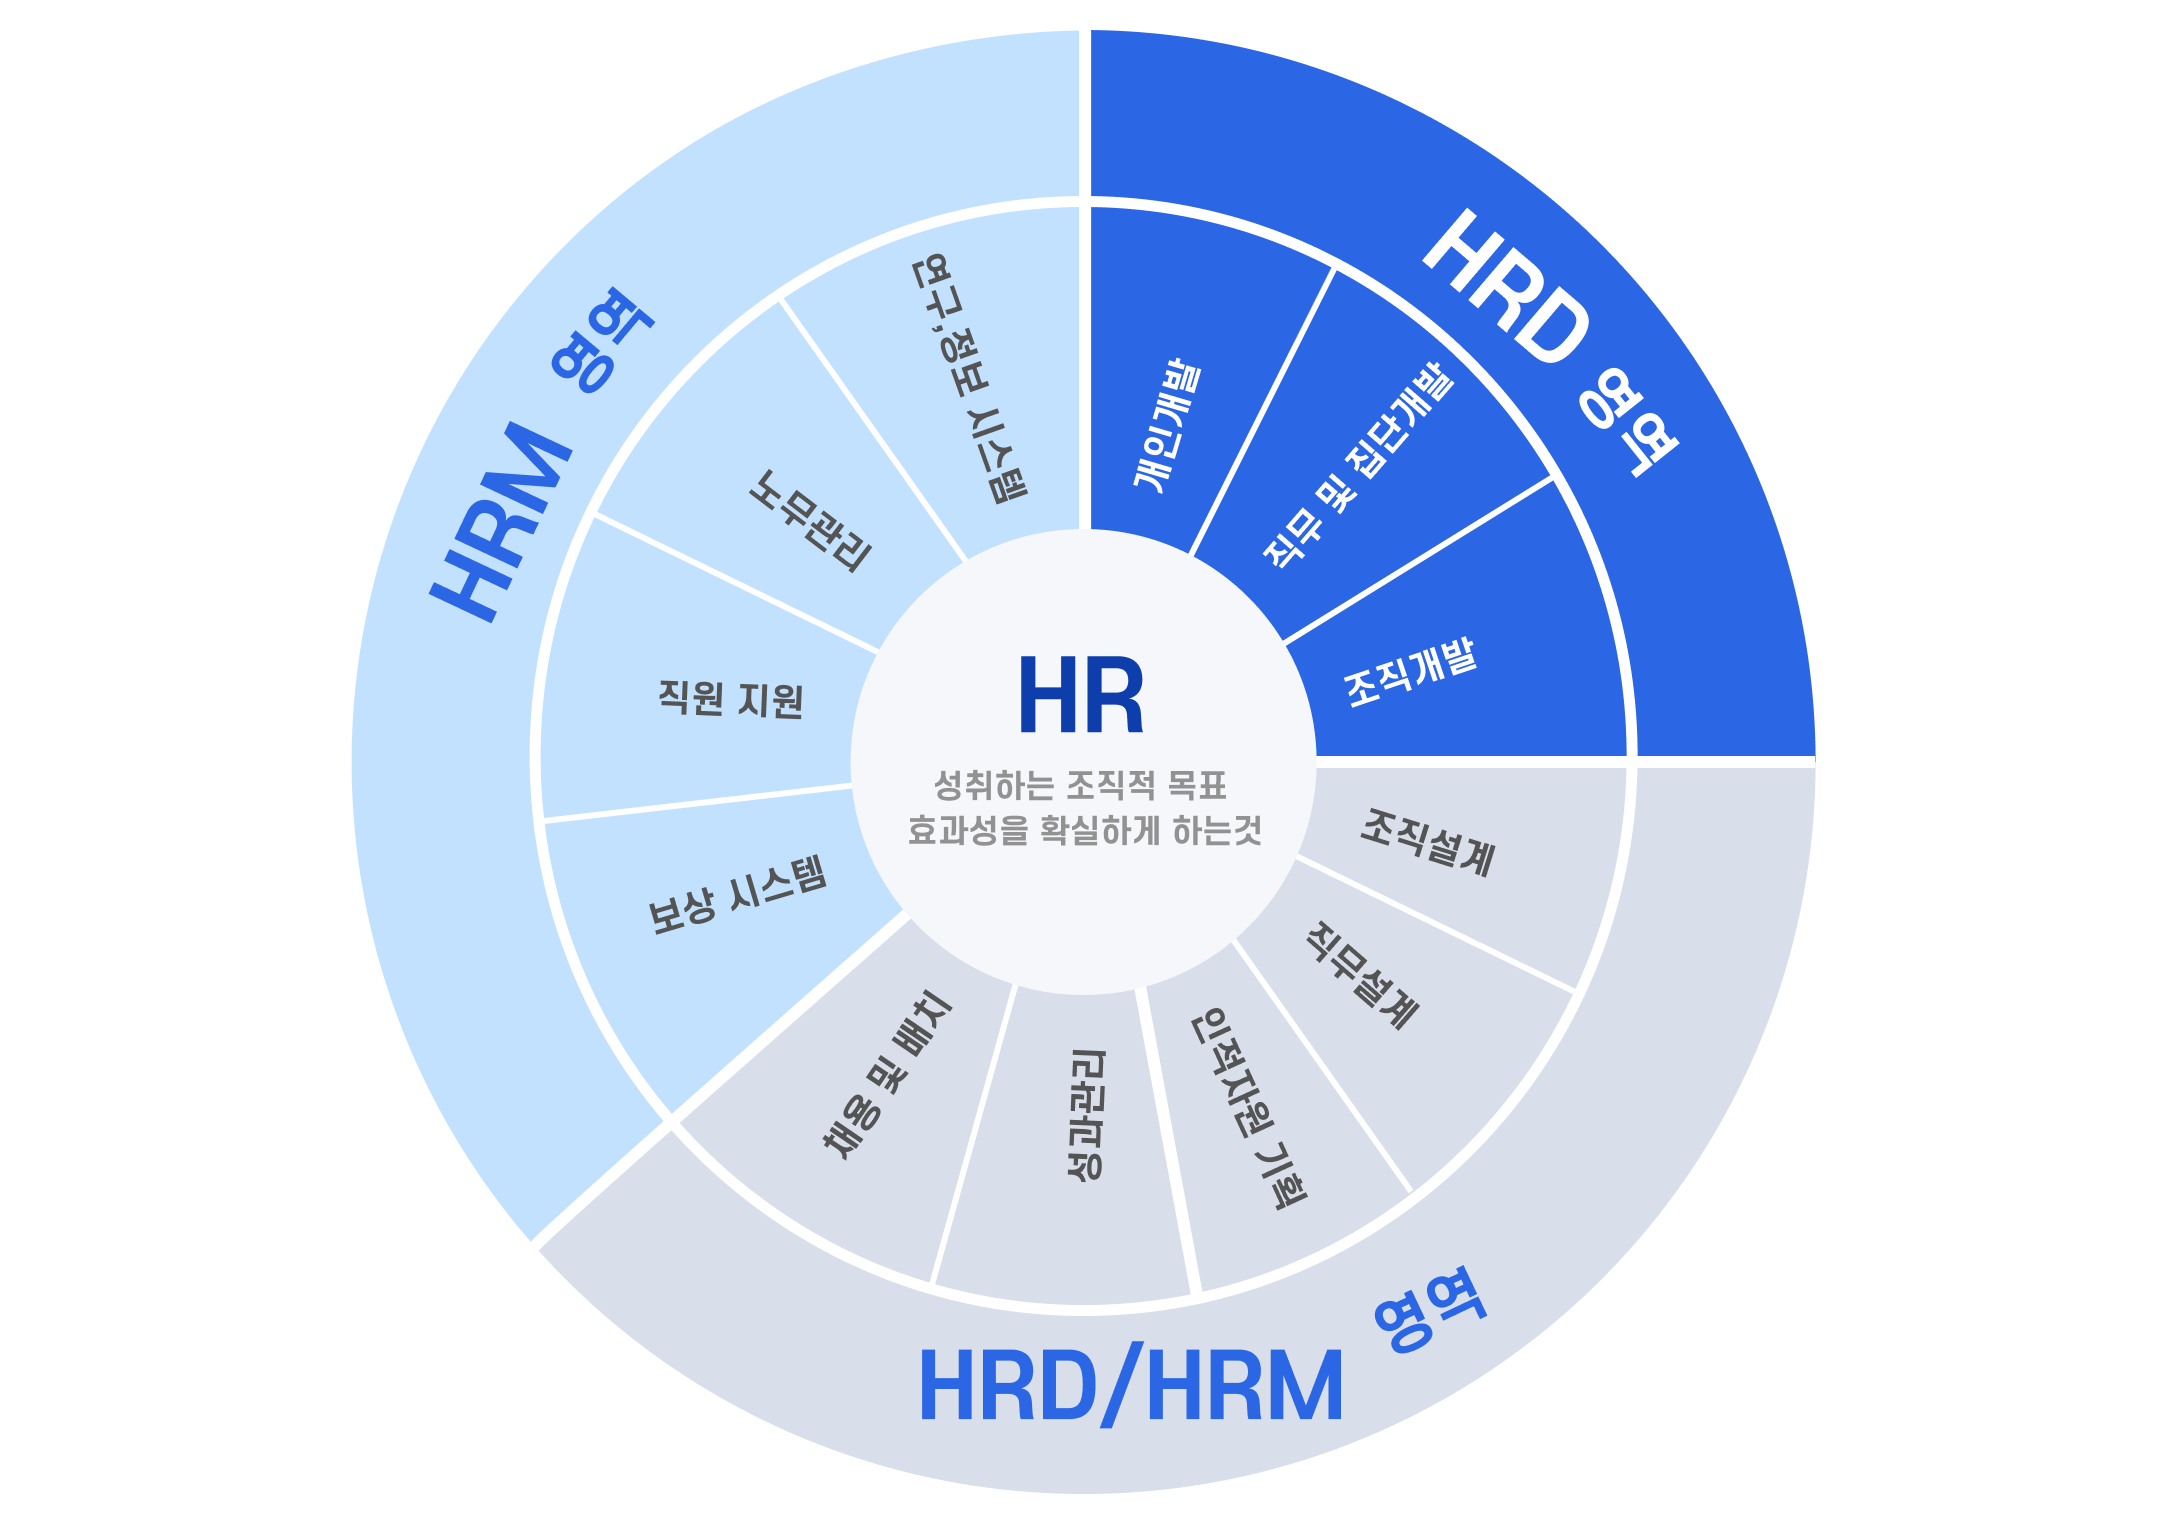 HRD 영역
개인개발
직무 및 집단개발
조직개발
HRM 영영
연구,정보 시스템
노무관리
직원 지원
보상 시스템
HR
성취하는 조직적 목표
효과성을 확실하게 하는것
조직설계
직무설계
인적자원 기획
성과관리
채용 및 배치
HRD/HRM 영역